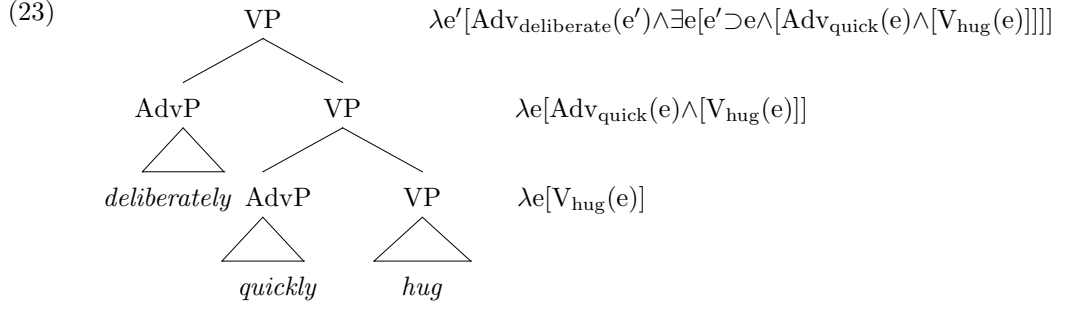 (23) VP λe′[Adv_deliberate(e′)∧∃e[e′⊃e∧[Adv_quick(e)∧[V_hug(e)]]]]
AdvP VP λe[Adv_quick(e)∧[V_hug(e)]]
deliberately AdvP VP λe[V_hug(e)]
quickly hug